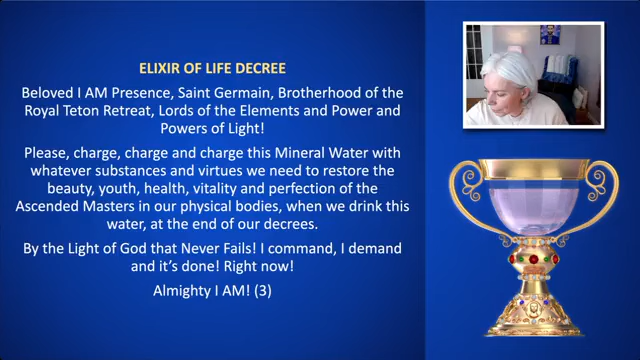 ELIXIR OF LIFE DECREE
Beloved I AM Presence, Saint Germain, Brotherhood of the
Royal Teton Retreat, Lords of the Elements and Power and
Powers of Light!
Please, charge, charge and charge this Mineral Water with
whatever substances and virtues we need to restore the
beauty, youth, health, vitality and perfection of the
Ascended Masters in our physical bodies, when we drink this
water, at the end of our decrees.
By the Light of God that Never Fails! I command, I demand
and it’s done! Right now!
Almighty I AM! (3)